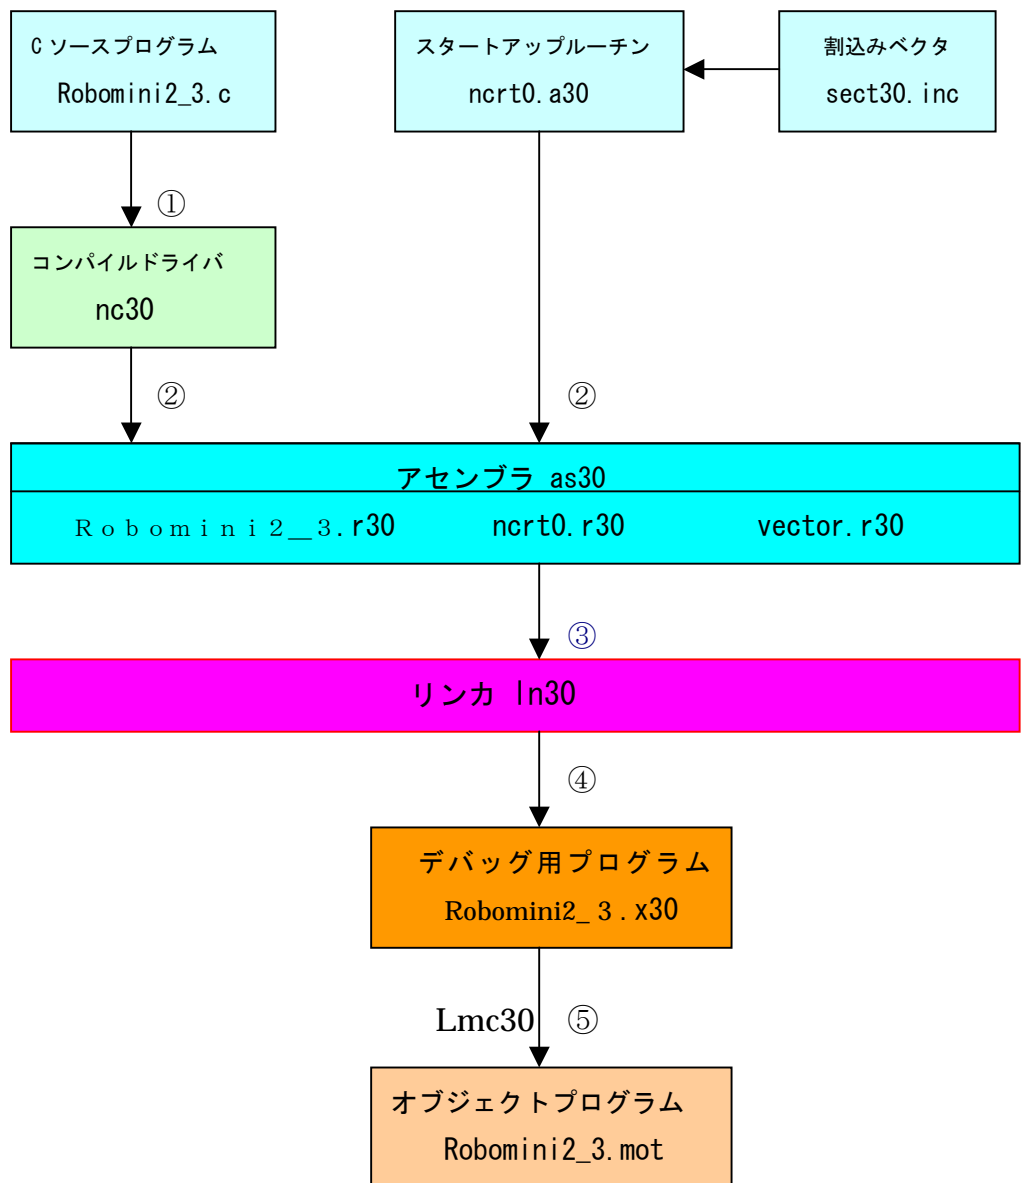 C ソースプログラム
Robomini2_3.c
スタートアップルーチン
ncrt0.a30
割込みベクタ
sect30.inc
①
コンパイルドライバ
nc30
②
②
アセンブラ as30
Ｒｏｂｏｍｉｎｉ２＿３.r30 ncrt0.r30 vector.r30
③
リンカ ln30
④
デバッグ用プログラム
Robomini2_３.x30
Lmc30 ⑤
オブジェクトプログラム
Robomini2_3.mot